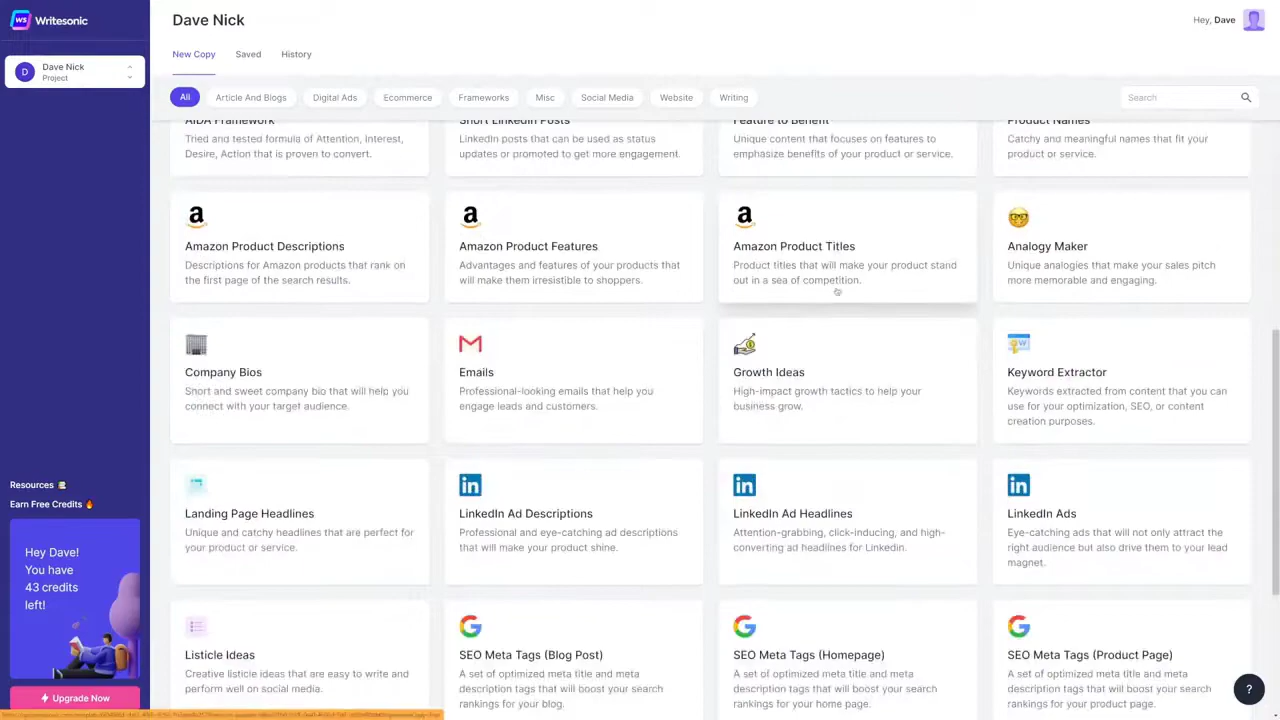 Writesonic
Dave Nick
Hey, Dave
D
Dave Nick
Project
New Copy Saved History
All Article And Blogs Digital Ads Ecommerce Frameworks Misc Social Media Website Writing Search
AIDA Framework
Tried and tested formula of Attention, Interest,
Desire, Action that is proven to convert.
Short LinkedIn Posts
LinkedIn posts that can be used as status
updates or promoted to get more engagement.
Feature to Benefit
Unique content that focuses on features to
emphasize benefits of your product or service.
Product Names
Catchy and meaningful names that fit your
product or service.
Amazon Product Descriptions
Descriptions for Amazon products that rank on
the first page of the search results.
Amazon Product Features
Advantages and features of your products that
will make them irresistible to shoppers.
Amazon Product Titles
Product titles that will make your product stand
out in a sea of competition.
Analogy Maker
Unique analogies that make your sales pitch
more memorable and engaging.
Company Bios
Short and sweet company bio that will help you
connect with your target audience.
Emails
Professional-looking emails that help you
engage leads and customers.
Growth Ideas
High-impact growth tactics to help your
business grow.
Keyword Extractor
Keywords extracted from content that you can
use for your optimization, SEO, or content
creation purposes.
Landing Page Headlines
Unique and catchy headlines that are perfect for
your product or service.
LinkedIn Ad Descriptions
Professional and eye-catching ad descriptions
that will make your product shine.
LinkedIn Ad Headlines
Attention-grabbing, click-inducing, and high-
converting ad headlines for Linkedin.
LinkedIn Ads
Eye-catching ads that will not only attract the
right audience but also drive them to your lead
magnet.
Listicle Ideas
Creative listicle ideas that are easy to write and
perform well on social media.
SEO Meta Tags (Blog Post)
A set of optimized meta title and meta
description tags that will boost your search
rankings for your blog.
SEO Meta Tags (Homepage)
A set of optimized meta title and meta
description tags that will boost your search
rankings for your home page.
SEO Meta Tags (Product Page)
A set of optimized meta title and meta
description tags that will boost your search
rankings for your product page.
Resources
Earn Free Credits
Hey Dave!
You have
43 credits
left!
Upgrade Now
?